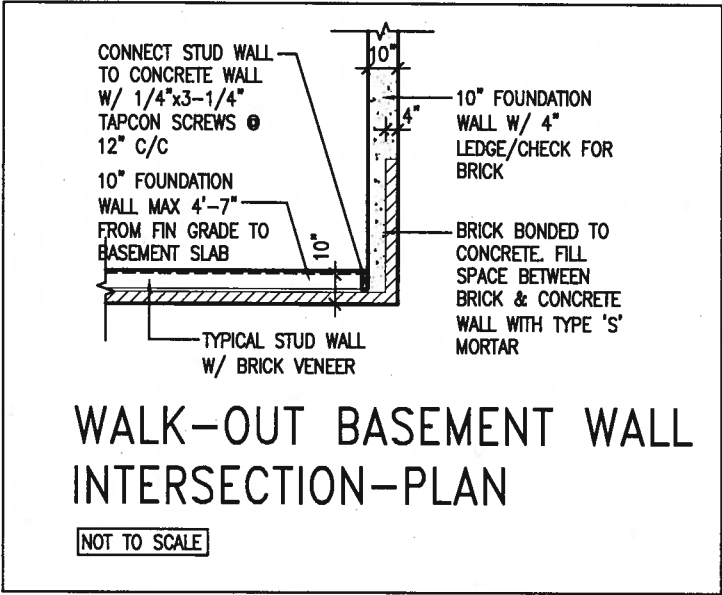 CONNECT STUD WALL
TO CONCRETE WALL
W/ 1/4"x3-1/4"
TAPCON SCREWS @
12" C/C
10" FOUNDATION
WALL MAX 4'-7"
FROM FIN GRADE TO
BASEMENT SLAB
10"
10"
4"
10" FOUNDATION
WALL W/ 4"
LEDGE/CHECK FOR
BRICK
BRICK BONDED TO
CONCRETE. FILL
SPACE BETWEEN
BRICK & CONCRETE
WALL WITH TYPE 'S'
MORTAR
TYPICAL STUD WALL
W/ BRICK VENEER
WALK-OUT BASEMENT WALL
INTERSECTION-PLAN
NOT TO SCALE